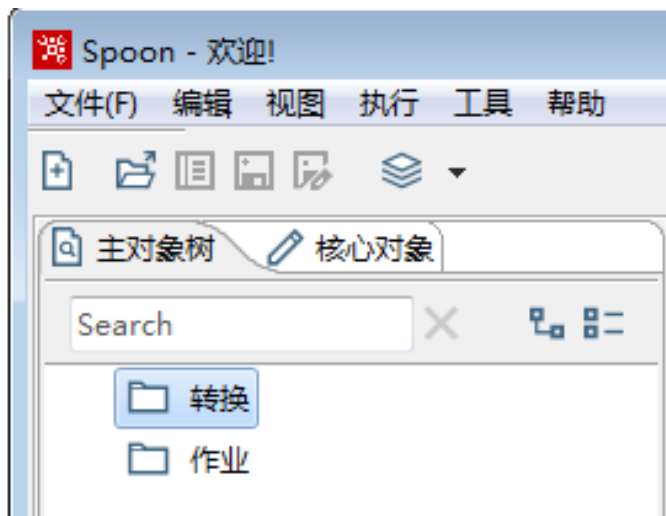 Spoon - 欢迎!
文件(F) 编辑 视图 执行 工具 帮助
主对象树 核心对象
Search
转换
作业